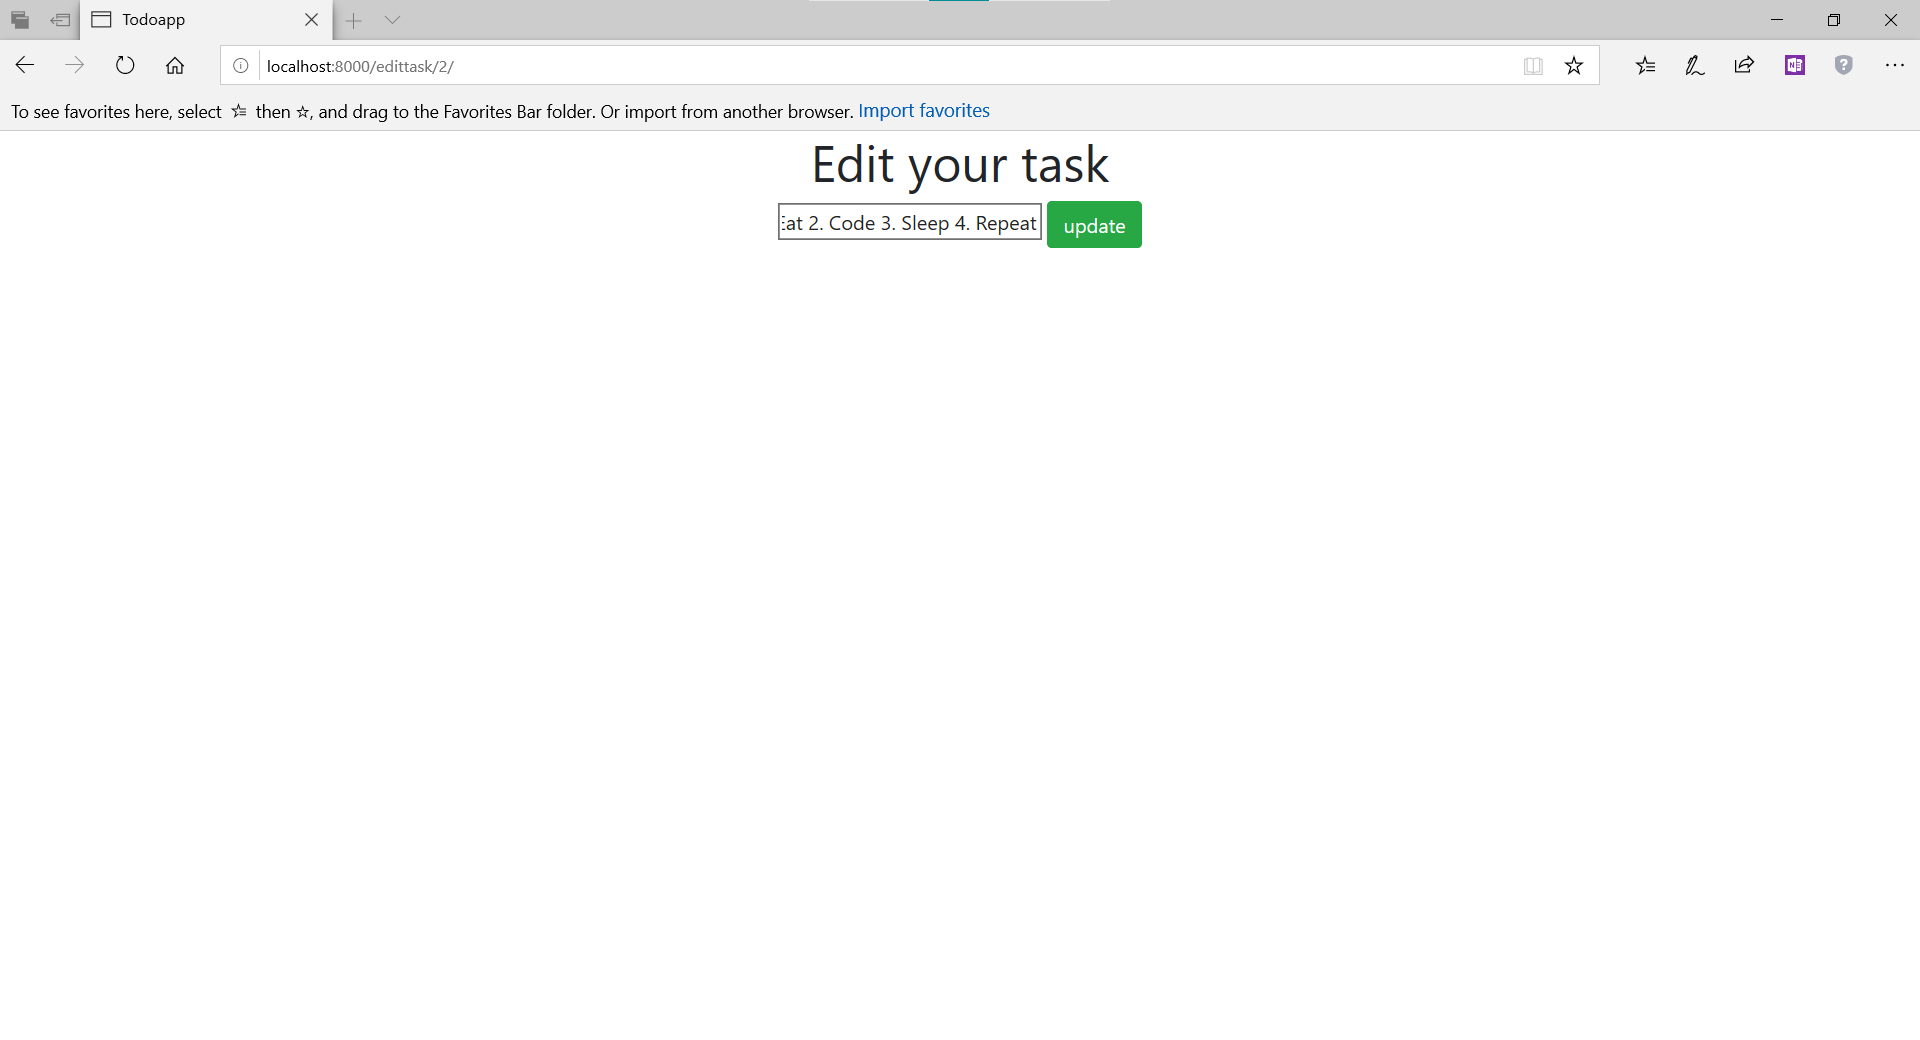 Todoapp
localhost:8000/edittask/2/
To see favorites here, select then , and drag to the Favorites Bar folder. Or import from another browser. Import favorites
Edit your task
Eat 2. Code 3. Sleep 4. Repeat
update